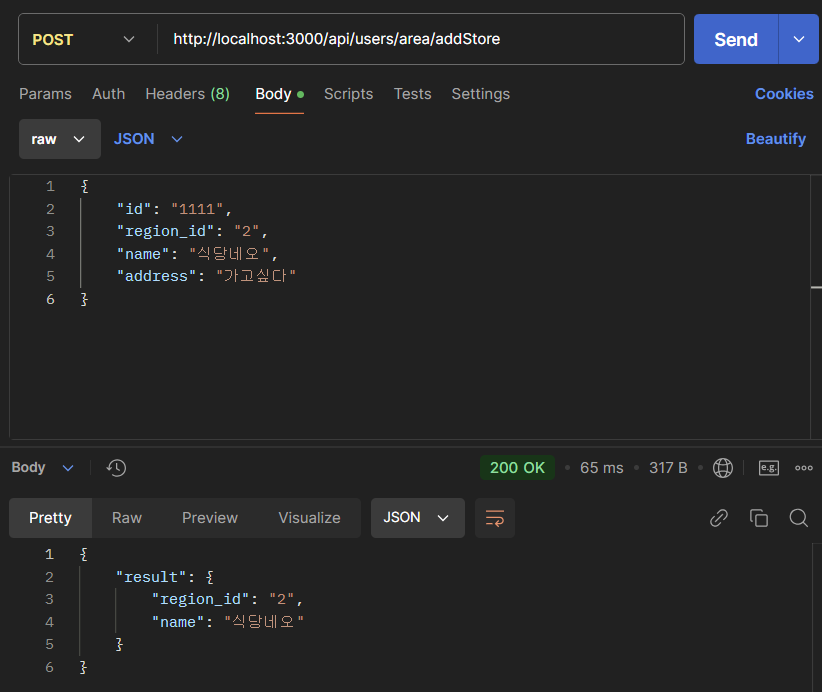 POST http://localhost:3000/api/users/area/addStore Send
Params Auth Headers (8) Body Scripts Tests Settings Cookies
raw JSON Beautify
1 {
2 "id": "1111",
3 "region_id": "2",
4 "name": "식당네오",
5 "address": "가고싶다"
6 }
Body 200 OK 65 ms 317 B e.g.
Pretty Raw Preview Visualize JSON
1 {
2 "result": {
3 "region_id": "2",
4 "name": "식당네오"
5 }
6 }